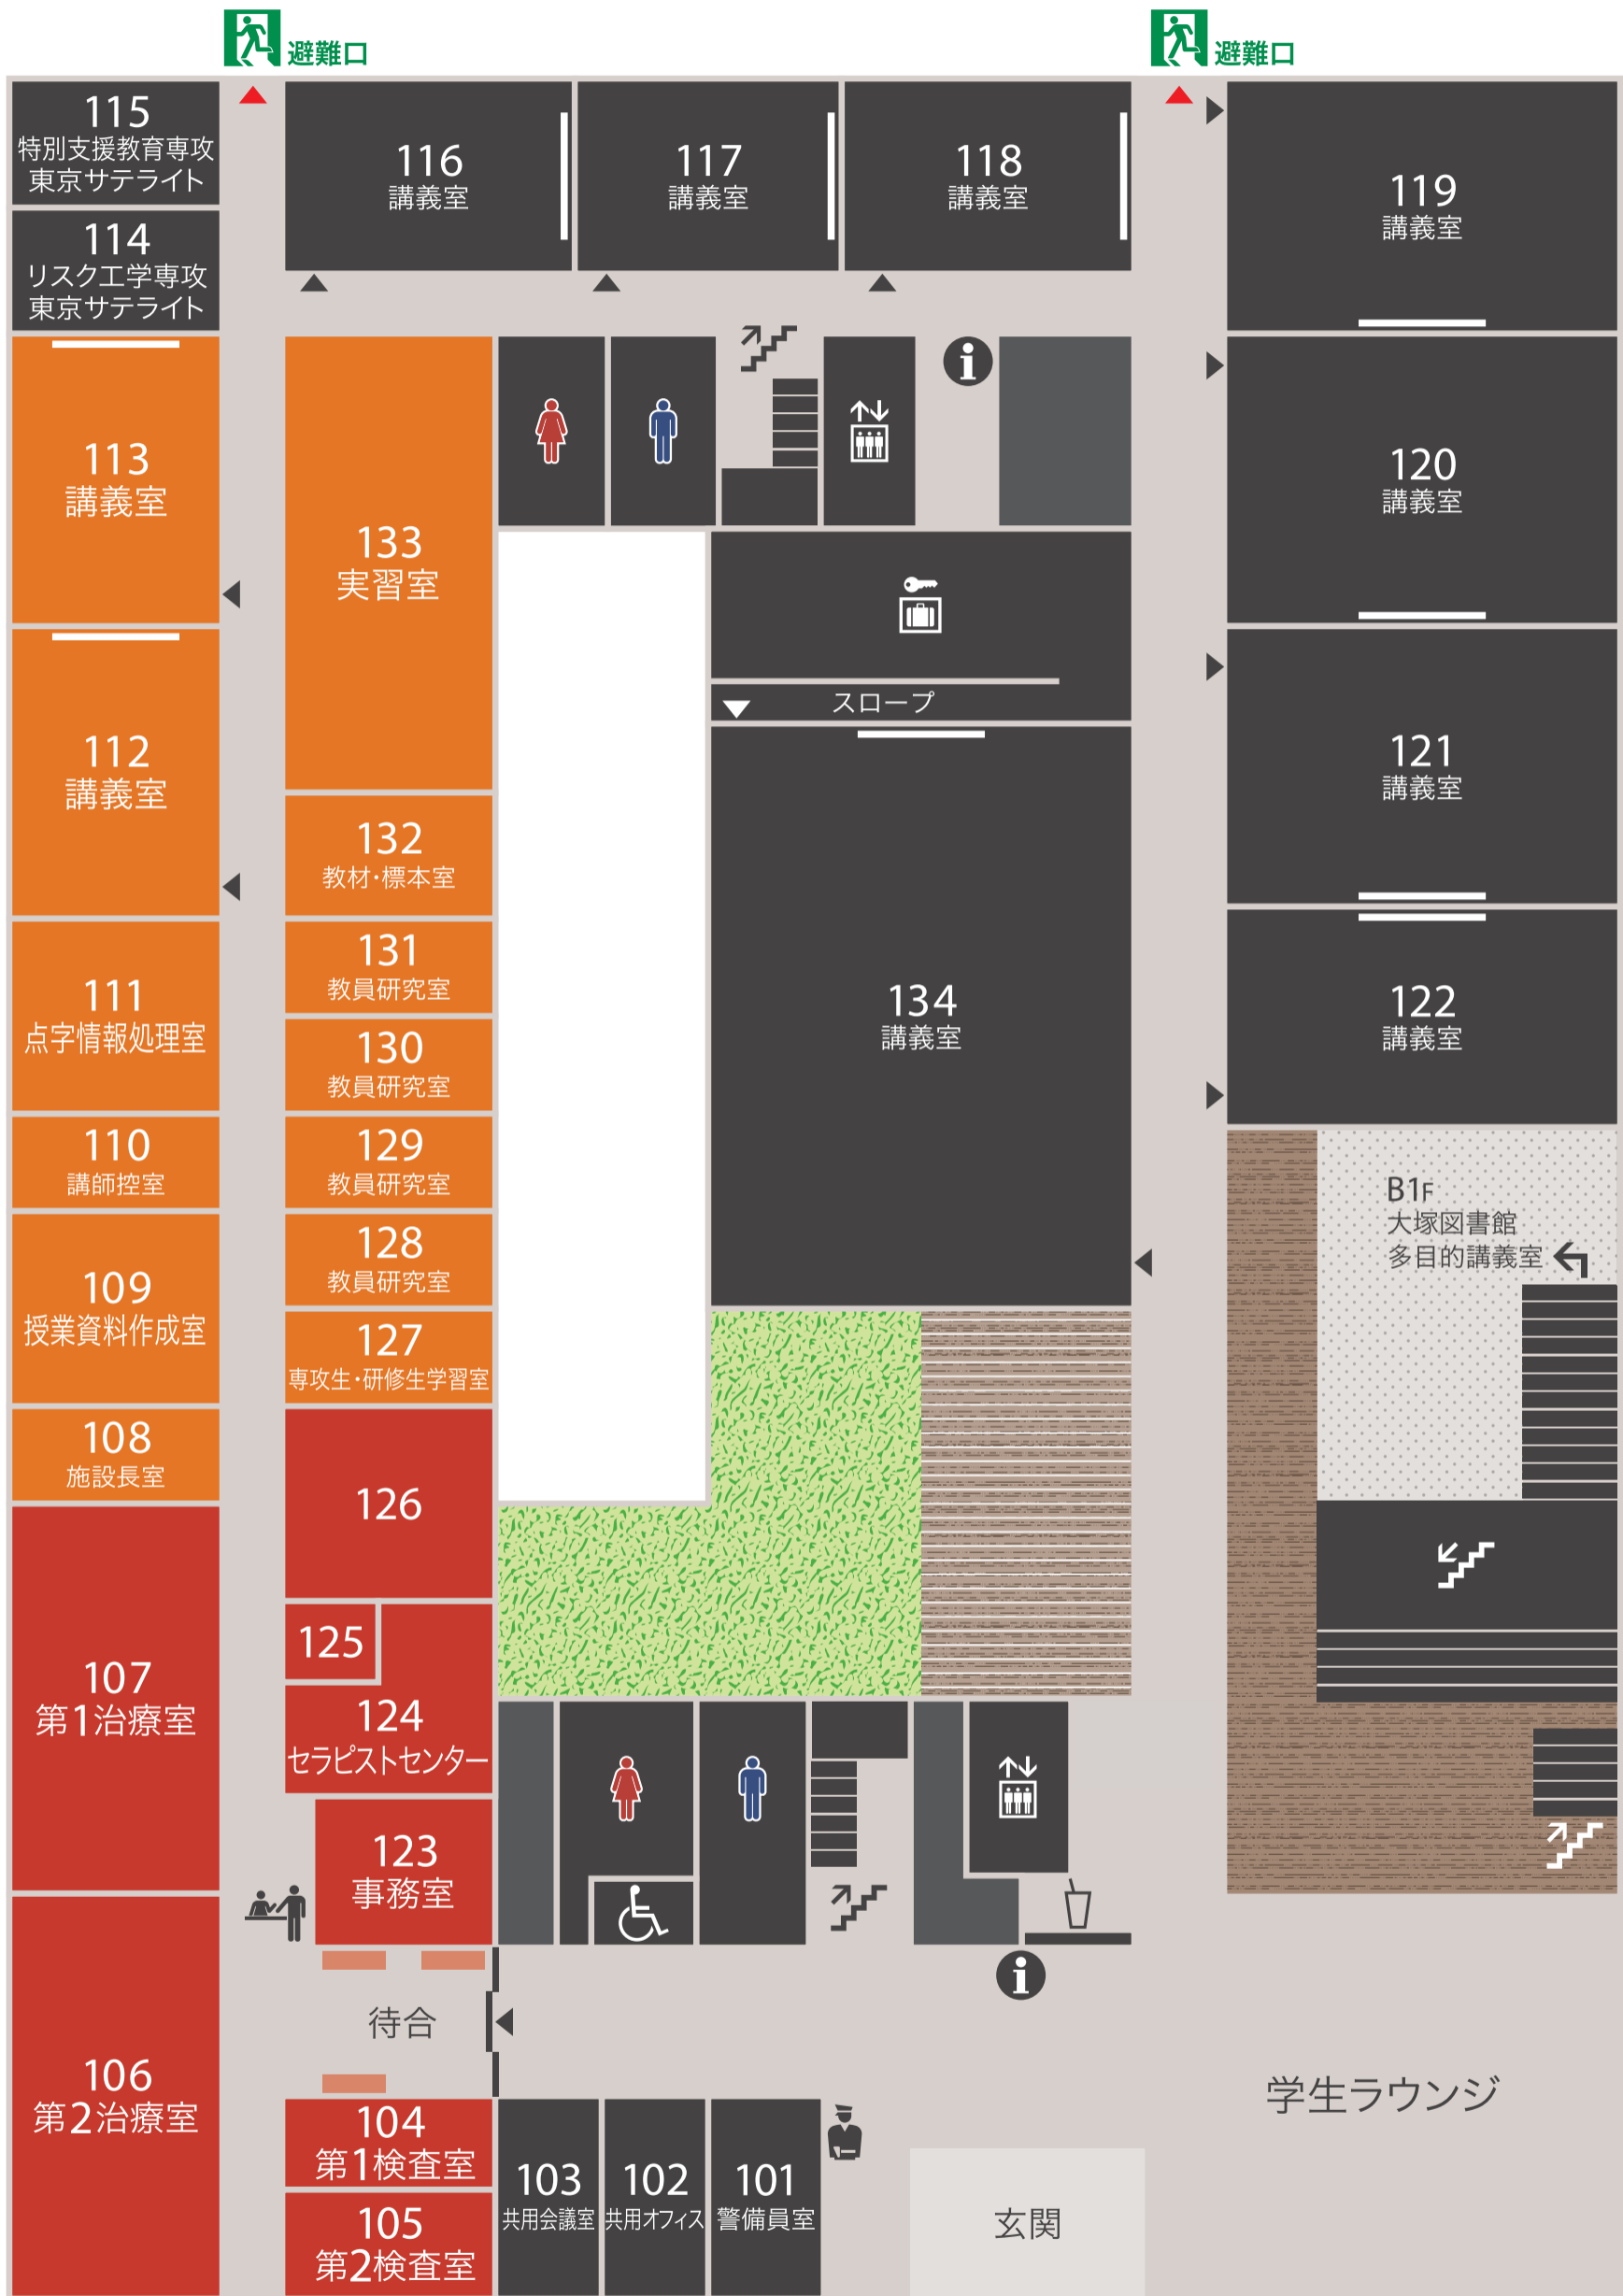 避難口
避難口
115
特別支援教育専攻
東京サテライト
116
講義室
117
講義室
118
講義室
119
講義室
114
リスク工学専攻
東京サテライト
113
講義室
133
実習室
120
講義室
スロープ
112
講義室
121
講義室
132
教材・標本室
131
教員研究室
111
点字情報処理室
134
講義室
122
講義室
130
教員研究室
110
講師控室
129
教員研究室
B1F
大塚図書館
多目的講義室
109
授業資料作成室
128
教員研究室
127
専攻生・研修生学習室
108
施設長室
126
125
107
第1治療室
124
セラピストセンター
123
事務室
待合
106
第2治療室
学生ラウンジ
104
第1検査室
103
共用会議室
102
共用オフィス
101
警備員室
玄関
105
第2検査室